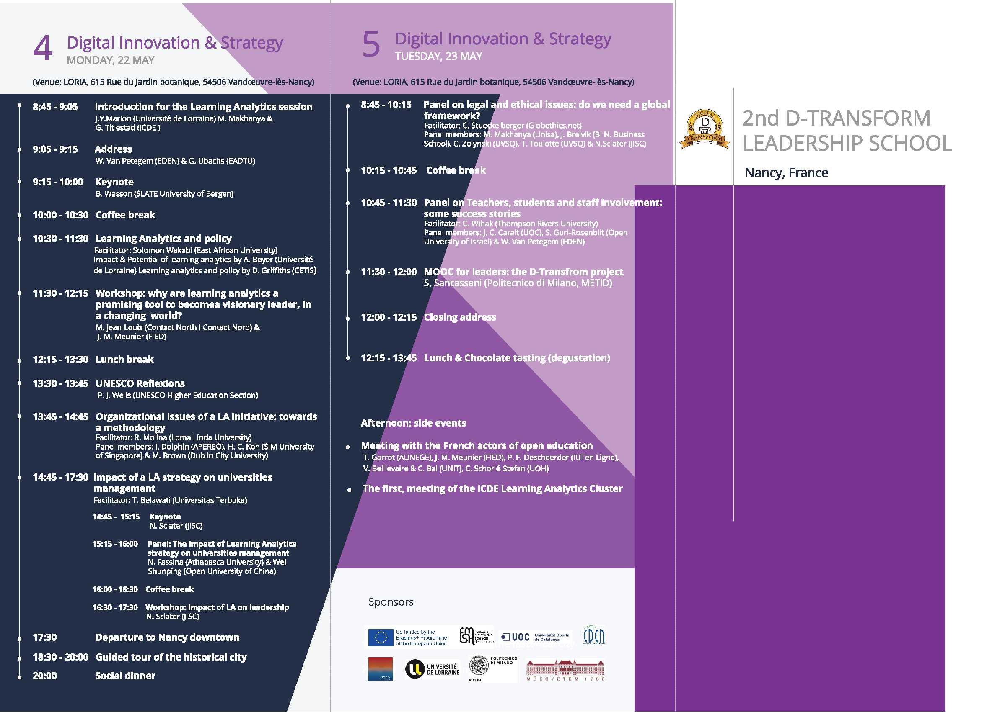 4 Digital Innovation & Strategy
MONDAY, 22 MAY
(Venue: LORIA, 615 Rue du Jardin botanique, 54506 Vandœuvre-lès-Nancy)
8:45 - 9:05 Introduction for the Learning Analytics session
J.Y.Marion (Université de Lorraine) M. Makhanya &
G. Titlestad (ICDE )
9:05 - 9:15 Address
W. Van Petegem (EDEN) & G. Ubachs (EADTU)
9:15 - 10:00 Keynote
B. Wasson (SLATE University of Bergen)
10:00 - 10:30 Coffee break
10:30 - 11:30 Learning Analytics and policy
Facilitator: Solomon Wakabi (East African University)
Impact & Potential of learning analytics by A. Boyer (Université
de Lorraine) Learning analytics and policy by D. Griffiths (CETIS)
11:30 - 12:15 Workshop: why are learning analytics a
promising tool to becomea visionary leader, in
a changing world?
M. Jean-Louis (Contact North | Contact Nord) &
J. M. Meunier (FIED)
12:15 - 13:30 Lunch break
13:30 - 13:45 UNESCO Reflexions
P. J. Wells (UNESCO Higher Education Section)
13:45 - 14:45 Organizational issues of a LA initiative: towards
a methodology
Facilitator: R. Molina (Loma Linda University)
Panel members: I. Dolphin (APEREO), H. C. Koh (SIM University
of Singapore) & M. Brown (Dublin City University)
14:45 - 17:30 Impact of a LA strategy on universities
management
Facilitator: T. Belawati (Universitas Terbuka)
14:45 - 15:15 Keynote
N. Sclater (JISC)
15:15 - 16:00 Panel: The impact of Learning Analytics
strategy on universities management
N. Fassina (Athabasca University) & Wei
Shunping (Open University of China)
16:00 - 16:30 Coffee break
16:30 - 17:30 Workshop: Impact of LA on leadership
N. Sclater (JISC)
17:30 Departure to Nancy downtown
18:30 - 20:00 Guided tour of the historical city
20:00 Social dinner
5 Digital Innovation & Strategy
TUESDAY, 23 MAY
(Venue: LORIA, 615 Rue du Jardin botanique, 54506 Vandœuvre-lès-Nancy)
8:45 - 10:15 Panel on legal and ethical issues: do we need a global
framework?
Facilitator: C. Stueckelberger (Globethics.net)
Panel members: M. Makhanya (Unisa), J. Breivik (BI N. Business
School), C. Zolynski (UVSQ), T. Toulotte (UVSQ) & N.Sclater (JISC)
10:15 - 10:45 Coffee break
10:45 - 11:30 Panel on Teachers, students and staff involvement:
some success stories
Facilitator: C. Wihak (Thompson Rivers University)
Panel members: J. C. Caralt (UOC), S. Guri-Rosenblit (Open
University of Israel) & W. Van Petegem (EDEN)
11:30 - 12:00 MOOC for leaders: the D-Transfrom project
S. Sancassani (Politecnico di Milano, METID)
12:00 - 12:15 Closing address
12:15 - 13:45 Lunch & Chocolate tasting (degustation)
Afternoon: side events
Meeting with the French actors of open education
T. Garrot (AUNEGE), J. M. Meunier (FIED), P. F. Descheerder (IUTen Ligne),
V. Beillevaire & C. Bai (UNIT), C. Schorlé-Stefan (UOH)
The first, meeting of the ICDE Learning Analytics Cluster
Sponsors
Co-funded by the
Erasmus+ Programme
of the European Union
fmsh
fondation
maison des
sciences
de l'homme
UOC Universitat Oberta
de Catalunya
EDEN
sero
UNIVERSITÉ
DE LORRAINE
POLITECNICO
DI MILANO
METID
MŰEGYETEM 1782
DIGITAL
D
TRANSFORM
2nd D-TRANSFORM
LEADERSHIP SCHOOL
Nancy, France